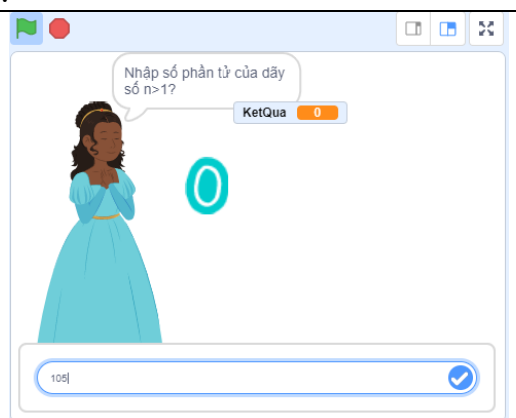 Nhập số phần tử của dãy
số n>1?
KetQua 0
0
105